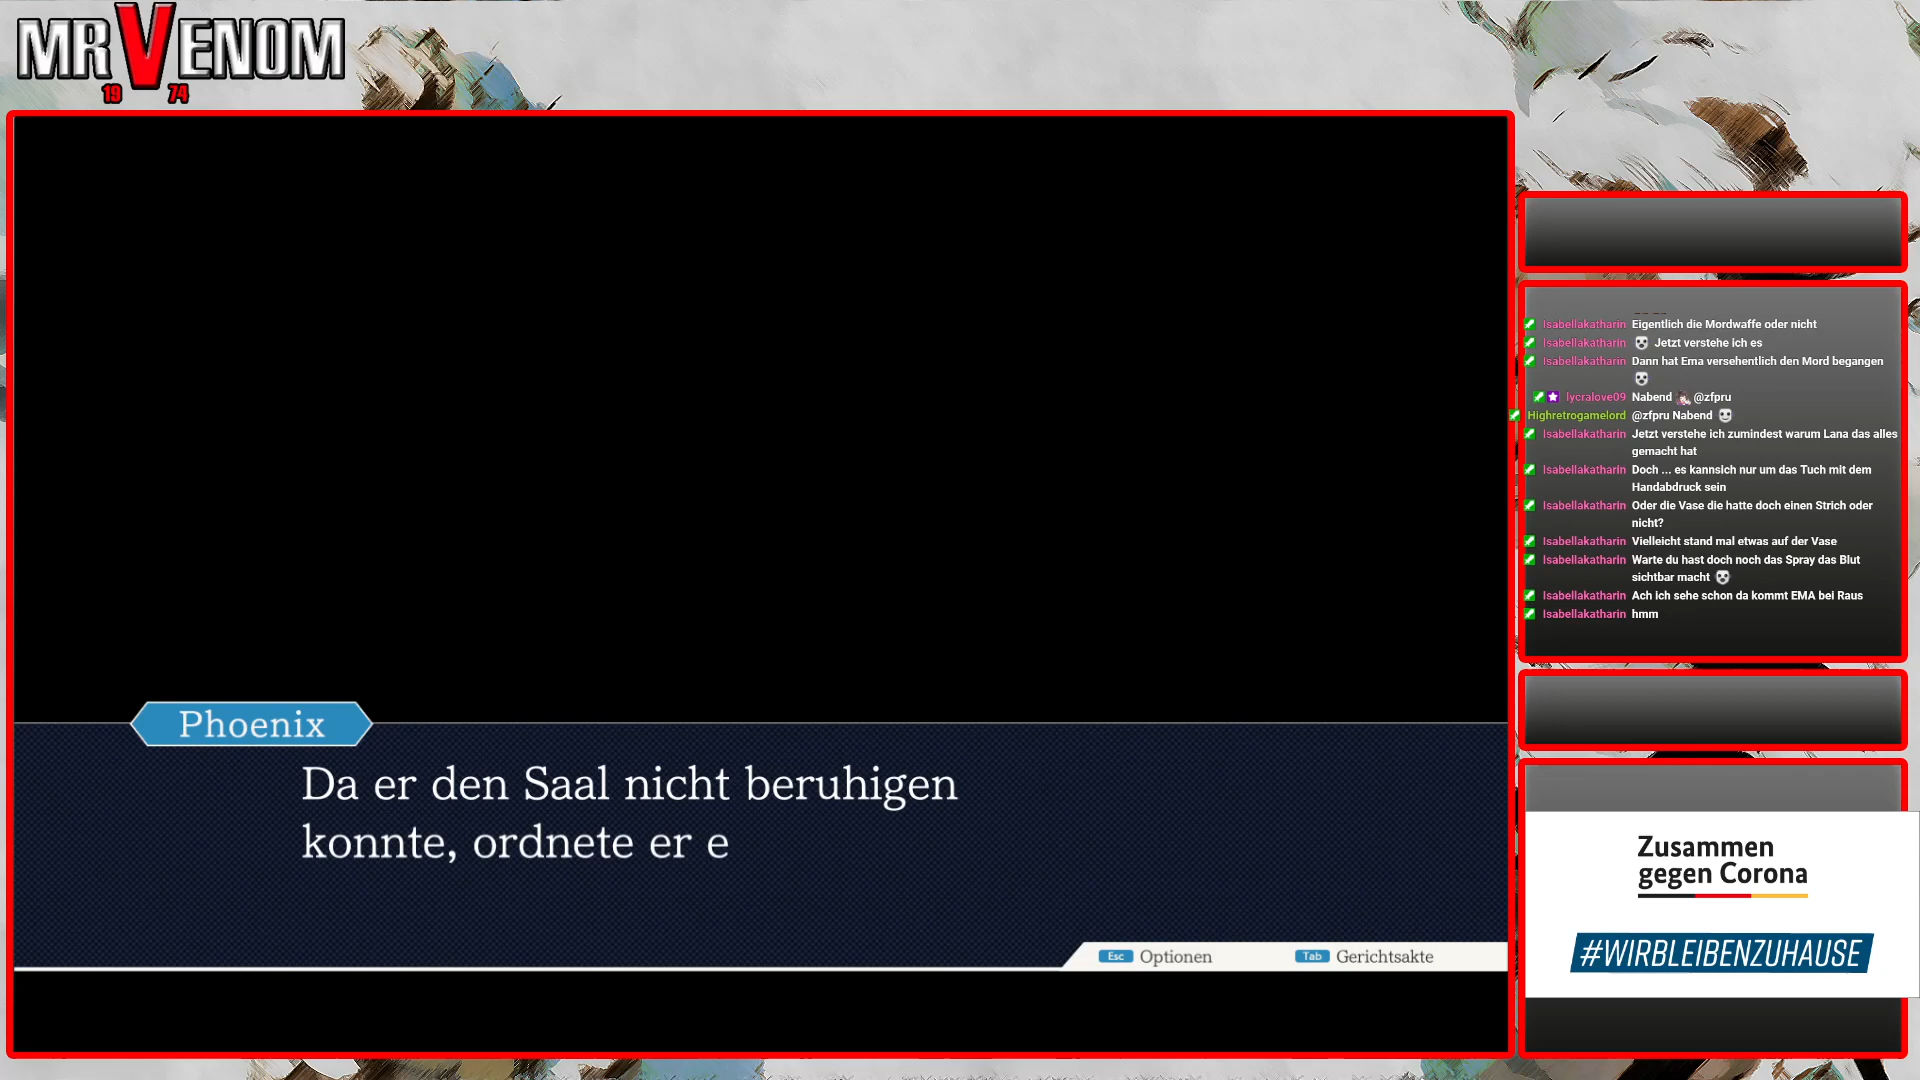 MRVENOM
19 74
Isabellakatharin Eigentlich die Mordwaffe oder nicht
Isabellakatharin Jetzt verstehe ich es
Isabellakatharin Dann hat Ema versehentlich den Mord begangen
lycralove09 Nabend @zfpru
Highretrogamelord @zfpru Nabend
Isabellakatharin Jetzt verstehe ich zumindest warum Lana das alles
gemacht hat
Isabellakatharin Doch ... es kannsich nur um das Tuch mit dem
Handabdruck sein
Isabellakatharin Oder die Vase die hatte doch einen Strich oder
nicht?
Isabellakatharin Vielleicht stand mal etwas auf der Vase
Isabellakatharin Warte du hast doch noch das Spray das Blut
sichtbar macht
Isabellakatharin Ach ich sehe schon da kommt EMA bei Raus
Isabellakatharin hmm
Phoenix
Da er den Saal nicht beruhigen
konnte, ordnete er e
Esc Optionen
Tab Gerichtsakte
Zusammen
gegen Corona
#WIRBLEIBENZUHAUSE